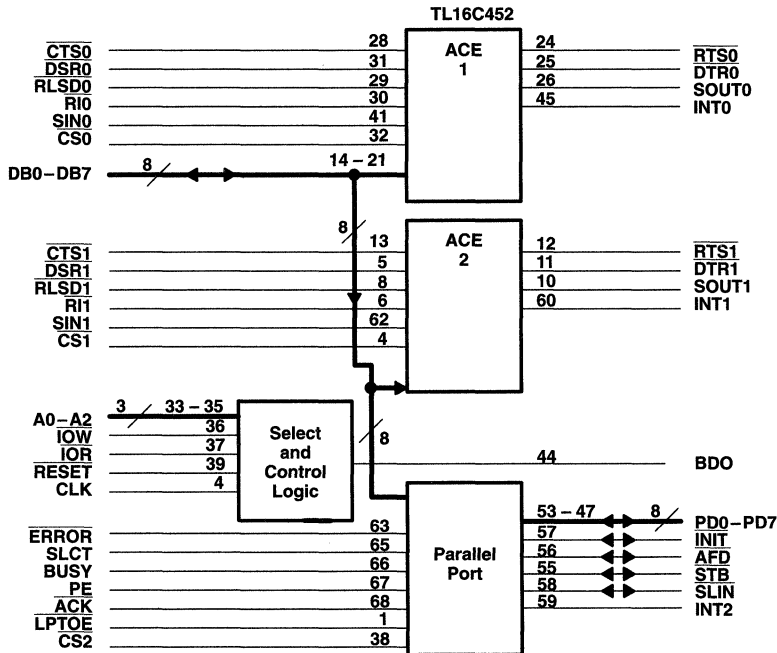 TL16C452
CTS0 28
DSR0 31
RLSD0 29
RI0 30
SIN0 41
CS0 32
ACE
1
24 RTS0
25 DTR0
26 SOUT0
45 INT0
DB0–DB7 8 14 – 21
8
CTS1 13
DSR1 5
RLSD1 8
RI1 6
SIN1 62
CS1 4
ACE
2
12 RTS1
11 DTR1
10 SOUT1
60 INT1
A0–A2 3 33 – 35
IOW 36
IOR 37
RESET 39
CLK 4
Select
and
Control
Logic
8
44 BDO
ERROR 63
SLCT 65
BUSY 66
PE 67
ACK 68
LPTOE 1
CS2 38
Parallel
Port
53 – 47 8 PD0–PD7
57 INIT
56 AFD
55 STB
58 SLIN
59 INT2